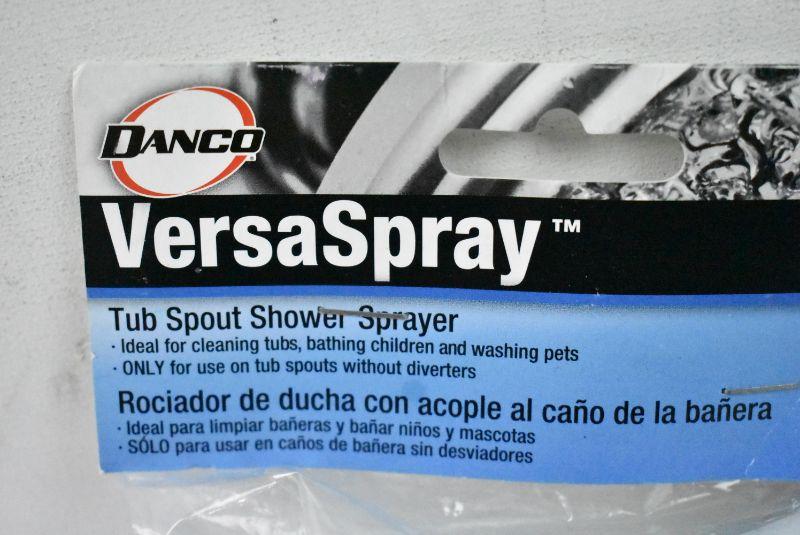 DANCO®
VersaSpray™
Tub Spout Shower Sprayer
· Ideal for cleaning tubs, bathing children and washing pets
· ONLY for use on tub spouts without diverters
Rociador de ducha con acople al caño de la bañera
· Ideal para limpiar bañeras y bañar niños y mascotas
· SÓLO para usar en caños de bañera sin desviadores